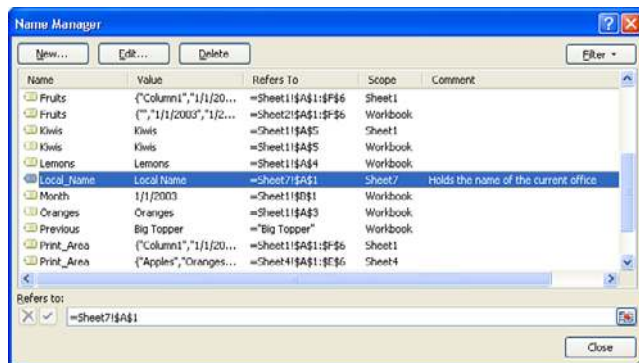 Name Manager
New... Edit... Delete Filter
Name Value Refers To Scope Comment
Fruits {"Column1","1/1/20... =Sheet1!$A$1:$F$6 Sheet1
Fruits {"","1/1/2003","1/2... =Sheet2!$A$1:$F$6 Workbook
Kiwis Kiwis =Sheet1!$A$5 Sheet1
Kiwis Kiwis =Sheet1!$A$5 Workbook
Lemons Lemons =Sheet1!$A$4 Workbook
Local_Name Local Name =Sheet7!$A$1 Sheet7 Holds the name of the current office
Month 1/1/2003 =Sheet1!$B$1 Workbook
Oranges Oranges =Sheet1!$A$3 Workbook
Previous Big Topper ="Big Topper" Workbook
Print_Area {"Column1","1/1/20... =Sheet1!$A$1:$F$6 Sheet1
Print_Area {"Apples","Oranges... =Sheet4!$A$1:$E$6 Sheet4
Refers to:
=Sheet7!$A$1
Close